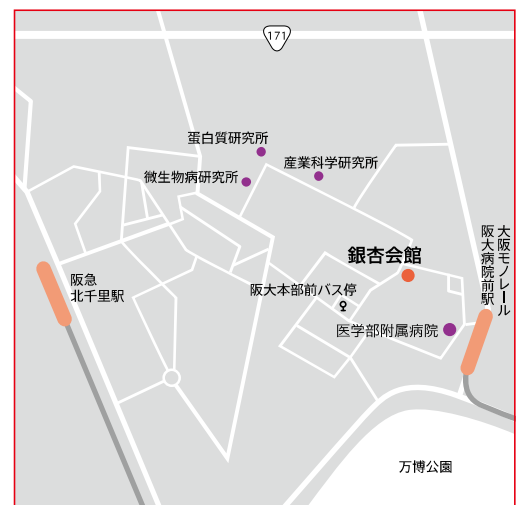 171
蛋白質研究所
産業科学研究所
微生物病研究所
大阪モノレール
阪大病院前駅
銀杏会館
阪急
北千里駅
阪大本部前バス停
医学部附属病院
万博公園